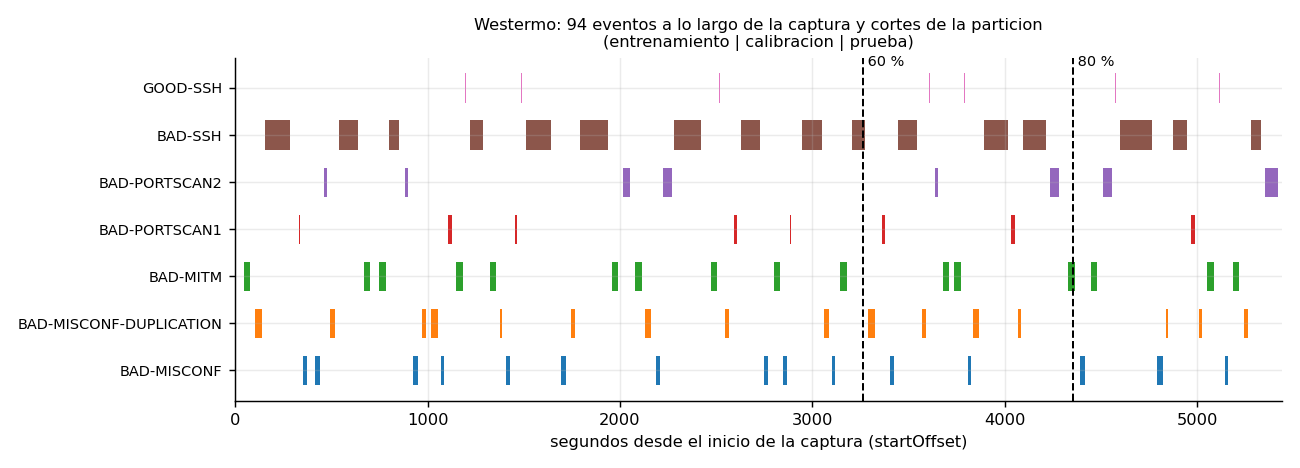 Westermo: 94 eventos a lo largo de la captura y cortes de la particion
(entrenamiento | calibracion | prueba)
60 %
80 %
GOOD-SSH
BAD-SSH
BAD-PORTSCAN2
BAD-PORTSCAN1
BAD-MITM
BAD-MISCONF-DUPLICATION
BAD-MISCONF
0
1000
2000
3000
4000
5000
segundos desde el inicio de la captura (startOffset)